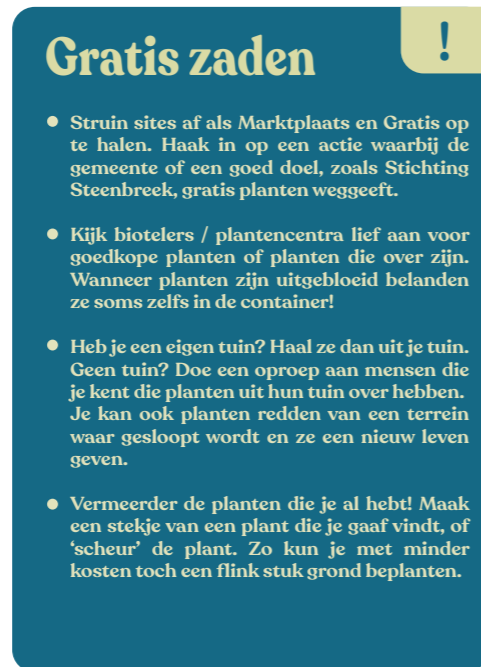 !
Gratis zaden
• Struin sites af als Marktplaats en Gratis op
te halen. Haak in op een actie waarbij de
gemeente of een goed doel, zoals Stichting
Steenbreek, gratis planten weggeeft.
• Kijk biotelers / plantencentra lief aan voor
goedkope planten of planten die over zijn.
Wanneer planten zijn uitgebloeid belanden
ze soms zelfs in de container!
• Heb je een eigen tuin? Haal ze dan uit je tuin.
Geen tuin? Doe een oproep aan mensen die
je kent die planten uit hun tuin over hebben.
Je kan ook planten redden van een terrein
waar gesloopt wordt en ze een nieuw leven
geven.
• Vermeerder de planten die je al hebt! Maak
een stekje van een plant die je gaaf vindt, of
‘scheur’ de plant. Zo kun je met minder
kosten toch een flink stuk grond beplanten.